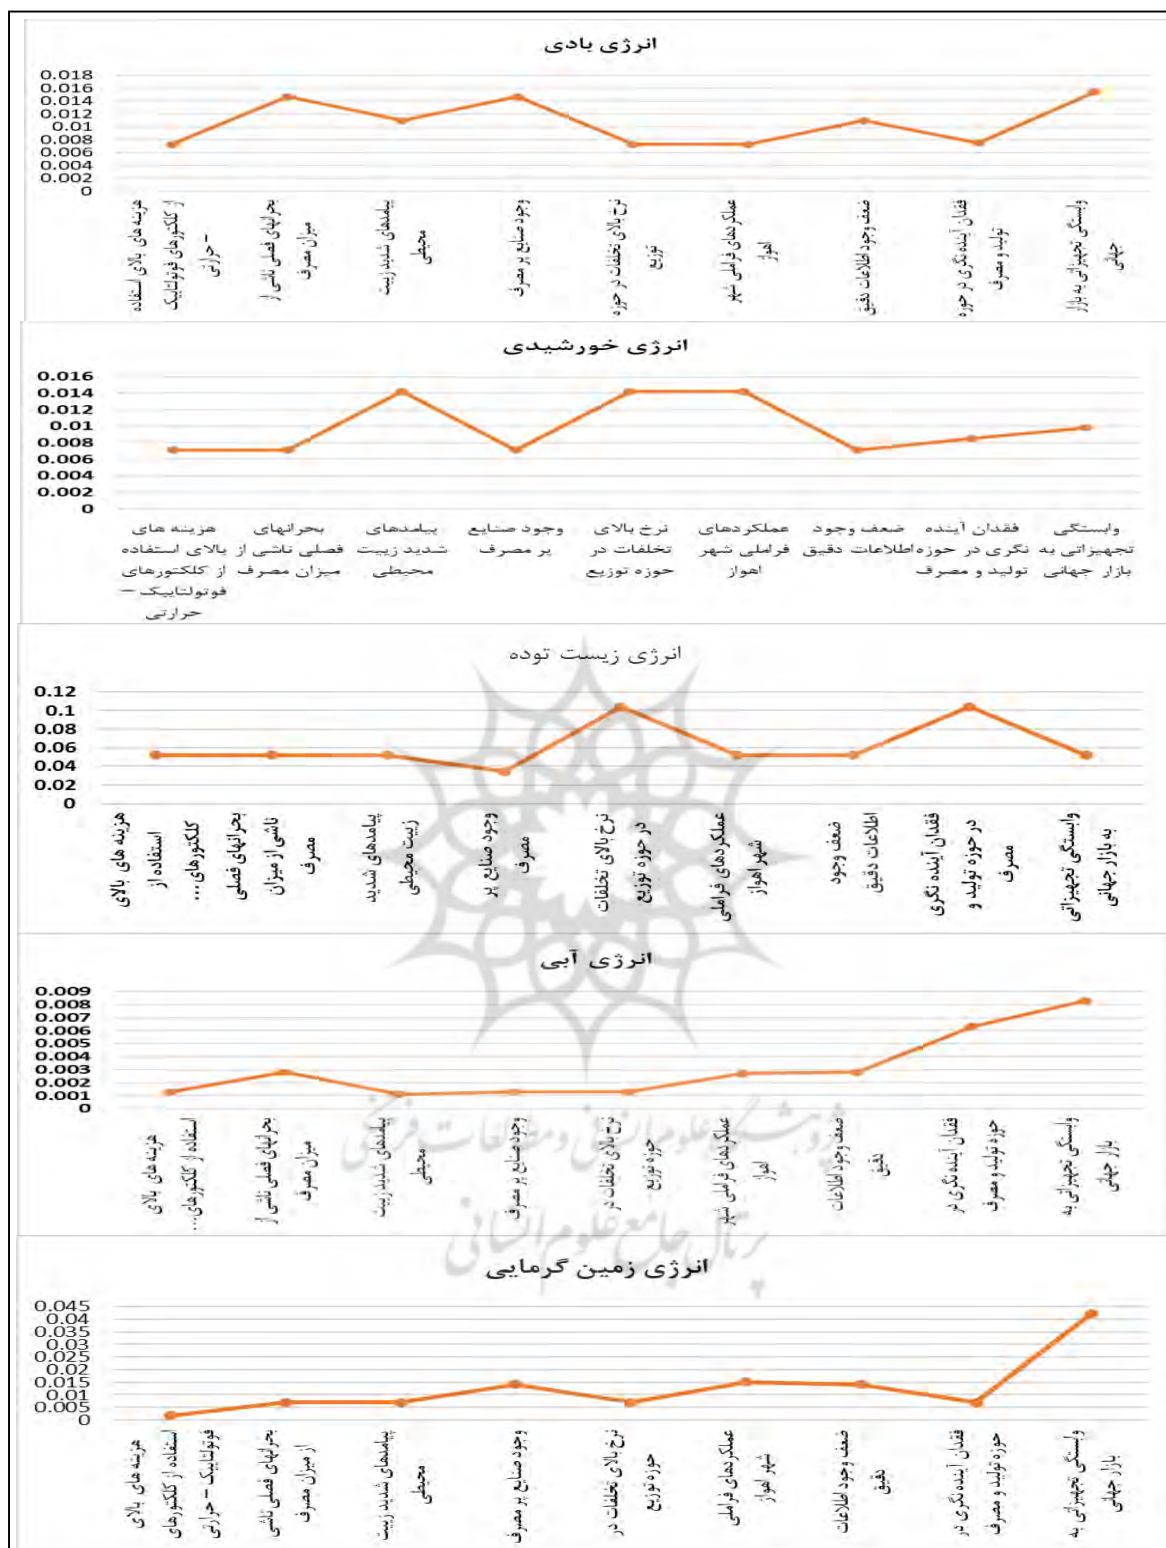 انرژی بادی
0.018
0.016
0.014
0.012
0.01
0.008
0.006
0.004
0.002
0
هزینه های بالای استفاده
از کلکتورهای فوتولتاییک
– حرارتی
بحرانهای فصلی ناشی از
میزان مصرف
پیامدهای شدید زییت
محیطی
وجود صنایع پر مصرف
نرخ بالای تخلفات در حوزه
توزیع
عملکردهای فراملی شهر
اهواز
ضعف وجود اطلاعات دقیق
فقدان آینده نگری در حوزه
تولید و مصرف
وابستگی تجهیزاتی به بازار
جهانی
انرژی خورشیدی
0.016
0.014
0.012
0.01
0.008
0.006
0.004
0.002
0
هزینه های
بالای استفاده
از کلکتورهای
فوتولتاییک –
حرارتی
بحرانهای
فصلی ناشی از
میزان مصرف
پیامدهای
شدید زییت
محیطی
وجود صنایع
پر مصرف
نرخ بالای
تخلفات در
حوزه توزیع
عملکردهای
فراملی شهر
اهواز
ضعف وجود
اطلاعات دقیق
فقدان آینده
نگری در حوزه
تولید و مصرف
وابستگی
تجهیزاتی به
بازار جهانی
انرژی زیست توده
0.12
0.1
0.08
0.06
0.04
0.02
0
هزینه های بالای
استفاده از
کلکتورهای...
بحرانهای فصلی
ناشی از میزان
مصرف
پیامدهای شدید
زییت محیطی
وجود صنایع پر
مصرف
نرخ بالای تخلفات
در حوزه توزیع
عملکردهای فراملی
شهر اهواز
ضعف وجود
اطلاعات دقیق
فقدان آینده نگری
در حوزه تولید و
مصرف
وابستگی تجهیزاتی
به بازار جهانی
انرژی آبی
0.009
0.008
0.007
0.006
0.005
0.004
0.003
0.002
0.001
0
هزینه های بالای
استفاده از کلکتورهای...
بحرانهای فصلی ناشی از
میزان مصرف
پیامدهای شدید زییت
محیطی
وجود صنایع پر مصرف
نرخ بالای تخلفات در
حوزه توزیع
عملکردهای فراملی شهر
اهواز
ضعف وجود اطلاعات
دقیق
فقدان آینده نگری در
حوزه تولید و مصرف
وابستگی تجهیزاتی به
بازار جهانی
پژوهشگاه علوم انسانی و مطالعات فرهنگی
پرتال جامع علوم انسانی
انرژی زمین گرمایی
0.045
0.04
0.035
0.03
0.025
0.02
0.015
0.01
0.005
0
هزینه های بالای
استفاده از کلکتورهای
فوتولتاییک – حرارتی
بحرانهای فصلی ناشی
از میزان مصرف
پیامدهای شدید زییت
محیطی
وجود صنایع پر مصرف
نرخ بالای تخلفات در
حوزه توزیع
عملکردهای فراملی
شهر اهواز
ضعف وجود اطلاعات
دقیق
فقدان آینده نگری در
حوزه تولید و مصرف
وابستگی تجهیزاتی به
بازار جهانی